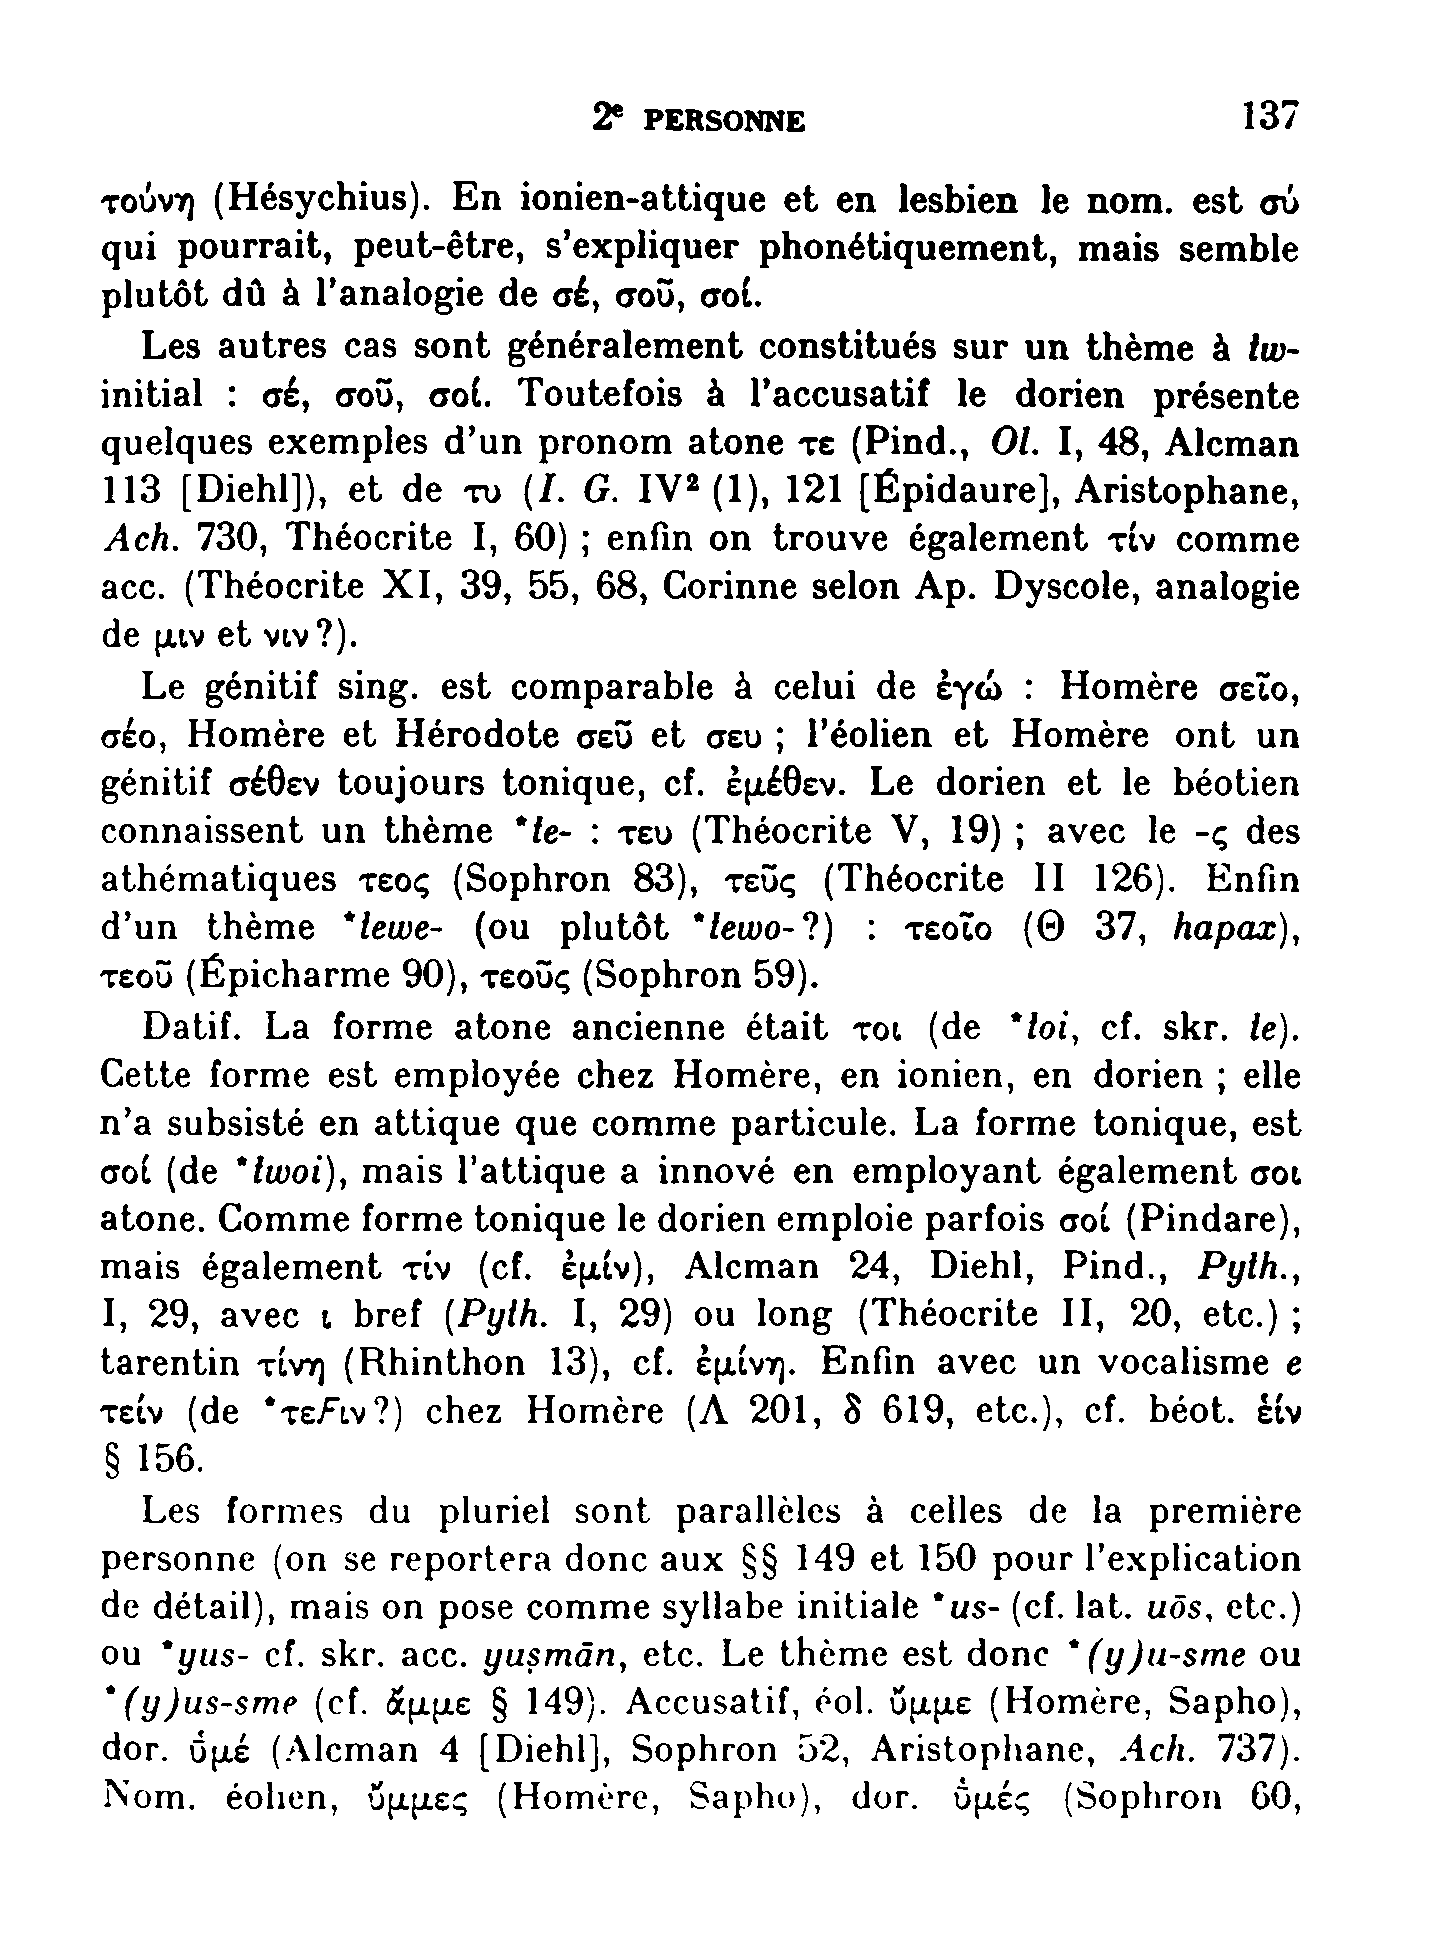 2e PERSONNE 137
τούνη (Hésychius). En ionien-attique et en lesbien le nom. est σύ
qui pourrait, peut-être, s'expliquer phonétiquement, mais semble
plutôt dû à l'analogie de σέ, σοῦ, σοί.
Les autres cas sont généralement constitués sur un thème à tw-
initial : σέ, σοῦ, σοί. Toutefois à l'accusatif le dorien présente
quelques exemples d'un pronom atone τε (Pind., Ol. I, 48, Alcman
113 [Diehl]), et de τυ (I. G. IV² (1), 121 [Épidaure], Aristophane,
Ach. 730, Théocrite I, 60) ; enfin on trouve également τίν comme
acc. (Théocrite XI, 39, 55, 68, Corinne selon Ap. Dyscole, analogie
de μιν et νιν?).
Le génitif sing. est comparable à celui de ἐγώ : Homère σεῖο,
σέο, Homère et Hérodote σεῦ et σευ ; l'éolien et Homère ont un
génitif σέθεν toujours tonique, cf. ἐμέθεν. Le dorien et le béotien
connaissent un thème *te- : τευ (Théocrite V, 19) ; avec le -ς des
athématiques τεος (Sophron 83), τεῦς (Théocrite II 126). Enfin
d'un thème *tewe- (ou plutôt *tewo-?) : τεοῖο (Θ 37, hapax),
τεοῦ (Épicharme 90), τεοῦς (Sophron 59).
Datif. La forme atone ancienne était τοι (de *toi, cf. skr. te).
Cette forme est employée chez Homère, en ionien, en dorien ; elle
n'a subsisté en attique que comme particule. La forme tonique, est
σοί (de *twoi), mais l'attique a innové en employant également σοι
atone. Comme forme tonique le dorien emploie parfois σοί (Pindare),
mais également τίν (cf. ἐμίν), Alcman 24, Diehl, Pind., Pyth.,
I, 29, avec ι bref (Pyth. I, 29) ou long (Théocrite II, 20, etc.) ;
tarentin τίνη (Rhinthon 13), cf. ἐμίνη. Enfin avec un vocalisme e
τεΐν (de *τεϝιν?) chez Homère (Λ 201, δ 619, etc.), cf. béot. ἑΐν
§ 156.
Les formes du pluriel sont parallèles à celles de la première
personne (on se reportera donc aux §§ 149 et 150 pour l'explication
de détail), mais on pose comme syllabe initiale *us- (cf. lat. uōs, etc.)
ou *yus- cf. skr. acc. yuṣmān, etc. Le thème est donc *(y)u-sme ou
*(y)us-sme (cf. ἄμμε § 149). Accusatif, éol. ὔμμε (Homère, Sapho),
dor. ὑμέ (Alcman 4 [Diehl], Sophron 52, Aristophane, Ach. 737).
Nom. éolien, ὔμμες (Homère, Sapho), dor. ὑμές (Sophron 60,